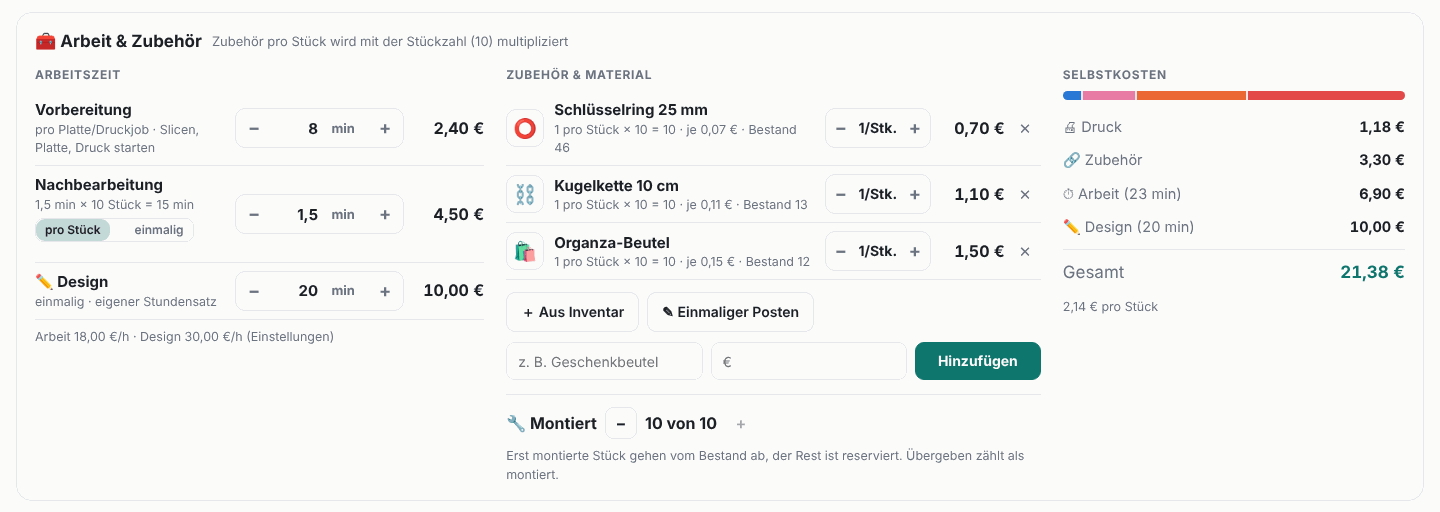 🧰 Arbeit & Zubehör Zubehör pro Stück wird mit der Stückzahl (10) multipliziert
ARBEITSZEIT
Vorbereitung
pro Platte/Druckjob · Slicen,
Platte, Druck starten
− 8 min + 2,40 €
Nachbearbeitung
1,5 min × 10 Stück = 15 min
pro Stück einmalig
− 1,5 min + 4,50 €
✏️ Design
einmalig · eigener Stundensatz
− 20 min + 10,00 €
Arbeit 18,00 €/h · Design 30,00 €/h (Einstellungen)
ZUBEHÖR & MATERIAL
Schlüsselring 25 mm
1 pro Stück × 10 = 10 · je 0,07 € · Bestand
46
− 1/Stk. + 0,70 € ×
Kugelkette 10 cm
1 pro Stück × 10 = 10 · je 0,11 € · Bestand 13
− 1/Stk. + 1,10 € ×
Organza-Beutel
1 pro Stück × 10 = 10 · je 0,15 € · Bestand 12
− 1/Stk. + 1,50 € ×
+ Aus Inventar ✎ Einmaliger Posten
z. B. Geschenkbeutel € Hinzufügen
🔧 Montiert − 10 von 10 +
Erst montierte Stück gehen vom Bestand ab, der Rest ist reserviert. Übergeben zählt als
montiert.
SELBSTKOSTEN
🖨 Druck 1,18 €
🔗 Zubehör 3,30 €
⏱ Arbeit (23 min) 6,90 €
✏️ Design (20 min) 10,00 €
Gesamt 21,38 €
2,14 € pro Stück